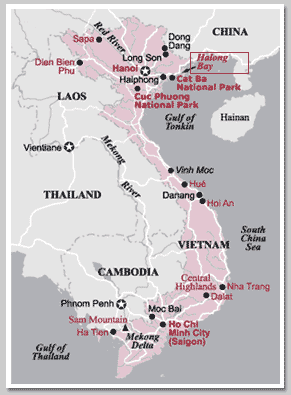 CHINA
Red River
Sapa
Dong
Dang
Long Son
Hanoi
Halong
Bay
Dien Bien
Phu
Haiphong
Cat Ba
National Park
Cuc Phuong
National Park
LAOS
Gulf of
Tonkin
Hainan
Vientiane
Mekong
River
Vinh Moc
Hué
THAILAND
Danang
Hoi An
South
China
Sea
VIETNAM
CAMBODIA
Central
Highlands
Nha Trang
Dalat
Phnom Penh
Moc Bai
Sam Mountain
Ha Tien
Ho Chi
Minh City
(Saigon)
Mekong
Delta
Gulf of
Thailand